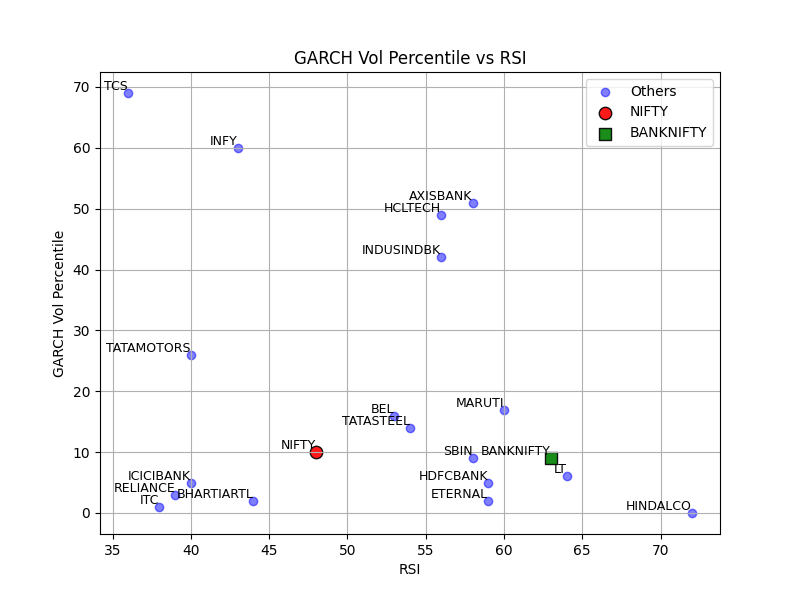 GARCH Vol Percentile vs RSI
GARCH Vol Percentile
70
60
50
40
30
20
10
0
TCS
INFY
AXISBANK
HCLTECH
INDUSINDBK
TATAMOTORS
BEL
MARUTI
TATASTEEL
NIFTY
SBIN
BANKNIFTY
LT
ICICIBANK
HDFCBANK
RELIANCE
BHARTIARTL
ETERNAL
ITC
HINDALCO
Others
NIFTY
BANKNIFTY
35
40
45
50
55
60
65
70
RSI